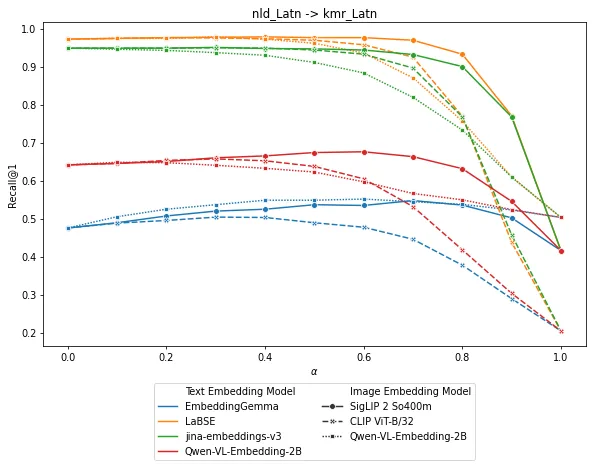 nld_Latn -> kmr_Latn
Recall@1
1.0
0.9
0.8
0.7
0.6
0.5
0.4
0.3
0.2
0.0 0.2 0.4 0.6 0.8 1.0
α
Text Embedding Model Image Embedding Model
EmbeddingGemma SigLIP 2 So400m
LaBSE CLIP ViT-B/32
jina-embeddings-v3 Qwen-VL-Embedding-2B
Qwen-VL-Embedding-2B